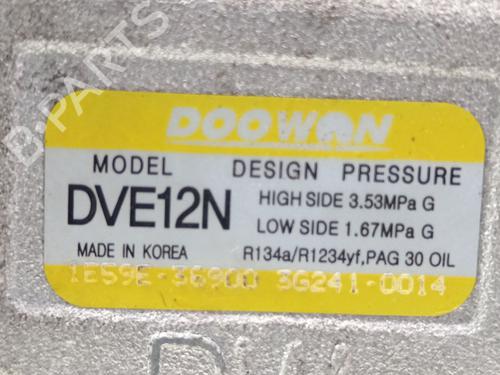 B-PARTS
DOOWON
MODEL DESIGN PRESSURE
DVE12N HIGH SIDE 3.53MPa G
LOW SIDE 1.67MPa G
MADE IN KOREA R134a/R1234yf, PAG 30 OIL
1E59E-36900 3G241-0014